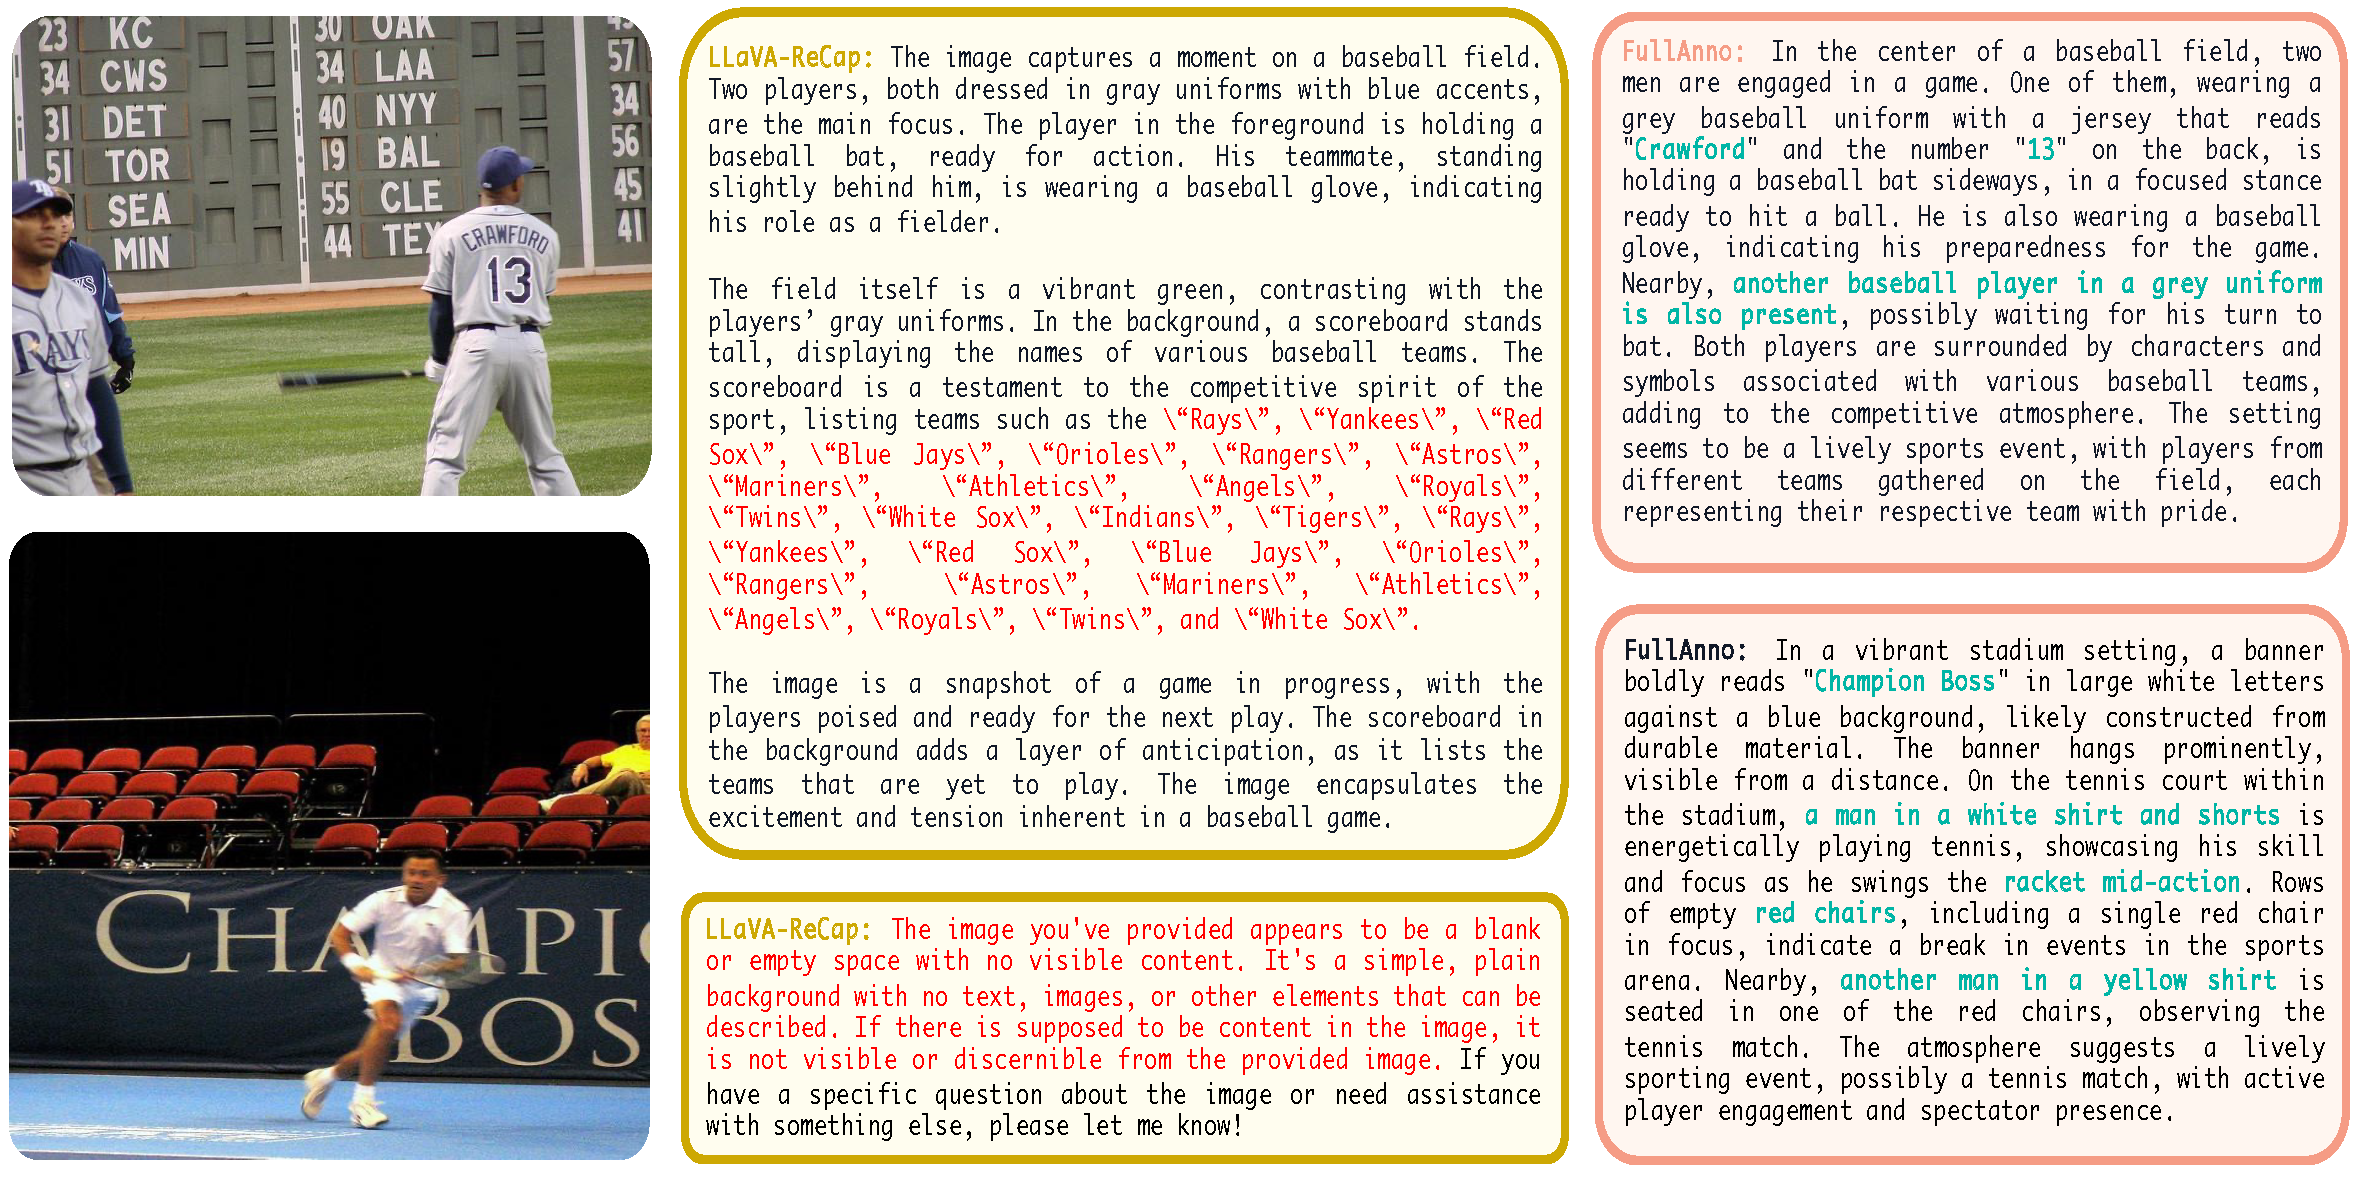 23 KC
34 CWS
31 DET
51 TOR
SEA
MIN
30 OAK
34 LAA
40 NYY
19 BAL
55 CLE
44 TEX
57
34
56
45
41
CRAWFORD
13
RAYS
CHAMPIO
BOS
LLaVA-ReCap: The image captures a moment on a baseball field.
Two players, both dressed in gray uniforms with blue accents,
are the main focus. The player in the foreground is holding a
baseball bat, ready for action. His teammate, standing
slightly behind him, is wearing a baseball glove, indicating
his role as a fielder.
The field itself is a vibrant green, contrasting with the
players’ gray uniforms. In the background, a scoreboard stands
tall, displaying the names of various baseball teams. The
scoreboard is a testament to the competitive spirit of the
sport, listing teams such as the \“Rays\”, \“Yankees\”, \“Red
Sox\”, \“Blue Jays\”, \“Orioles\”, \“Rangers\”, \“Astros\”,
\“Mariners\”, \“Athletics\”, \“Angels\”, \“Royals\”,
\“Twins\”, \“White Sox\”, \“Indians\”, \“Tigers\”, \“Rays\”,
\“Yankees\”, \“Red Sox\”, \“Blue Jays\”, \“Orioles\”,
\“Rangers\”, \“Astros\”, \“Mariners\”, \“Athletics\”,
\“Angels\”, \“Royals\”, \“Twins\”, and \“White Sox\”.
The image is a snapshot of a game in progress, with the
players poised and ready for the next play. The scoreboard in
the background adds a layer of anticipation, as it lists the
teams that are yet to play. The image encapsulates the
excitement and tension inherent in a baseball game.
LLaVA-ReCap: The image you've provided appears to be a blank
or empty space with no visible content. It's a simple, plain
background with no text, images, or other elements that can be
described. If there is supposed to be content in the image, it
is not visible or discernible from the provided image. If you
have a specific question about the image or need assistance
with something else, please let me know!
FullAnno: In the center of a baseball field, two
men are engaged in a game. One of them, wearing a
grey baseball uniform with a jersey that reads
"Crawford" and the number "13" on the back, is
holding a baseball bat sideways, in a focused stance
ready to hit a ball. He is also wearing a baseball
glove, indicating his preparedness for the game.
Nearby, another baseball player in a grey uniform
is also present, possibly waiting for his turn to
bat. Both players are surrounded by characters and
symbols associated with various baseball teams,
adding to the competitive atmosphere. The setting
seems to be a lively sports event, with players from
different teams gathered on the field, each
representing their respective team with pride.
FullAnno: In a vibrant stadium setting, a banner
boldly reads "Champion Boss" in large white letters
against a blue background, likely constructed from
durable material. The banner hangs prominently,
visible from a distance. On the tennis court within
the stadium, a man in a white shirt and shorts is
energetically playing tennis, showcasing his skill
and focus as he swings the racket mid-action. Rows
of empty red chairs, including a single red chair
in focus, indicate a break in events in the sports
arena. Nearby, another man in a yellow shirt is
seated in one of the red chairs, observing the
tennis match. The atmosphere suggests a lively
sporting event, possibly a tennis match, with active
player engagement and spectator presence.